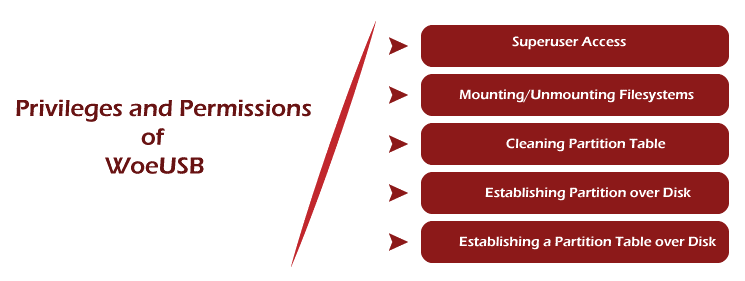 Privileges and Permissions
of
WoeUSB
Superuser Access
Mounting/Unmounting Filesystems
Cleaning Partition Table
Establishing Partition over Disk
Establishing a Partition Table over Disk